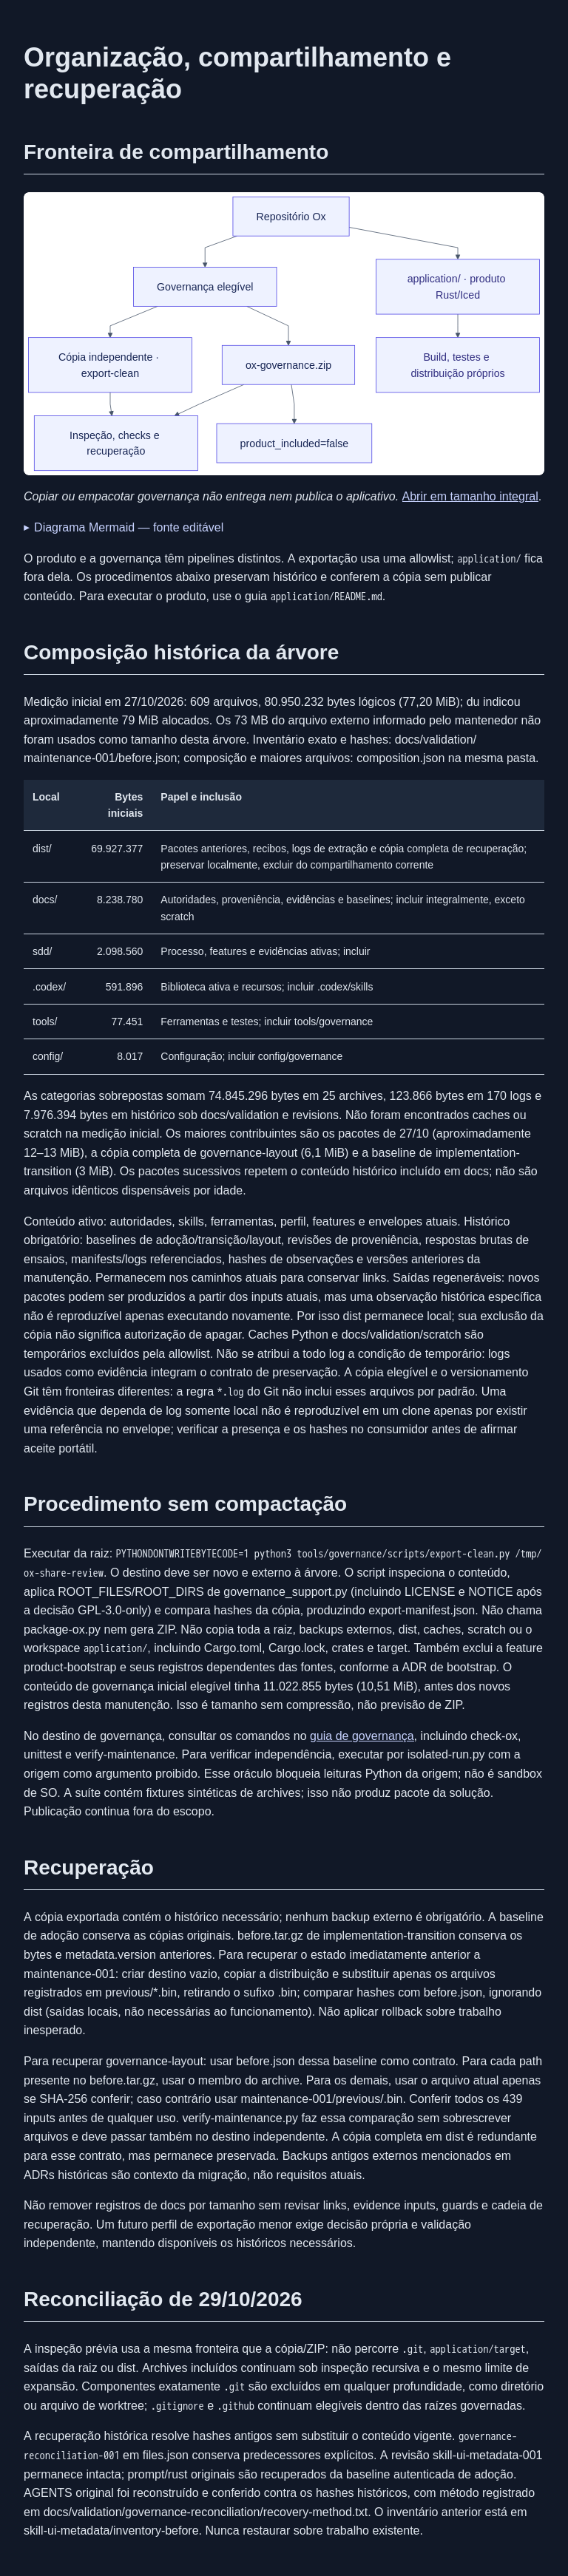 Organização, compartilhamento e
recuperação
Fronteira de compartilhamento
Repositório Ox
Governança elegível
application/ · produto
Rust/Iced
Cópia independente ·
export-clean
ox-governance.zip
Build, testes e
distribuição próprios
Inspeção, checks e
recuperação
product_included=false
Copiar ou empacotar governança não entrega nem publica o aplicativo. Abrir em tamanho integral.
▸ Diagrama Mermaid — fonte editável
O produto e a governança têm pipelines distintos. A exportação usa uma allowlist; application/ fica
fora dela. Os procedimentos abaixo preservam histórico e conferem a cópia sem publicar
conteúdo. Para executar o produto, use o guia application/README.md.
Composição histórica da árvore
Medição inicial em 27/10/2026: 609 arquivos, 80.950.232 bytes lógicos (77,20 MiB); du indicou
aproximadamente 79 MiB alocados. Os 73 MB do arquivo externo informado pelo mantenedor não
foram usados como tamanho desta árvore. Inventário exato e hashes: docs/validation/
maintenance-001/before.json; composição e maiores arquivos: composition.json na mesma pasta.
Local Bytes iniciais Papel e inclusão
dist/ 69.927.377 Pacotes anteriores, recibos, logs de extração e cópia completa de recuperação;
preservar localmente, excluir do compartilhamento corrente
docs/ 8.238.780 Autoridades, proveniência, evidências e baselines; incluir integralmente, exceto
scratch
sdd/ 2.098.560 Processo, features e evidências ativas; incluir
.codex/ 591.896 Biblioteca ativa e recursos; incluir .codex/skills
tools/ 77.451 Ferramentas e testes; incluir tools/governance
config/ 8.017 Configuração; incluir config/governance
As categorias sobrepostas somam 74.845.296 bytes em 25 archives, 123.866 bytes em 170 logs e
7.976.394 bytes em histórico sob docs/validation e revisions. Não foram encontrados caches ou
scratch na medição inicial. Os maiores contribuintes são os pacotes de 27/10 (aproximadamente
12–13 MiB), a cópia completa de governance-layout (6,1 MiB) e a baseline de implementation-
transition (3 MiB). Os pacotes sucessivos repetem o conteúdo histórico incluído em docs; não são
arquivos idênticos dispensáveis por idade.
Conteúdo ativo: autoridades, skills, ferramentas, perfil, features e envelopes atuais. Histórico
obrigatório: baselines de adoção/transição/layout, revisões de proveniência, respostas brutas de
ensaios, manifests/logs referenciados, hashes de observações e versões anteriores da
manutenção. Permanecem nos caminhos atuais para conservar links. Saídas regeneráveis: novos
pacotes podem ser produzidos a partir dos inputs atuais, mas uma observação histórica específica
não é reproduzível apenas executando novamente. Por isso dist permanece local; sua exclusão da
cópia não significa autorização de apagar. Caches Python e docs/validation/scratch são
temporários excluídos pela allowlist. Não se atribui a todo log a condição de temporário: logs
usados como evidência integram o contrato de preservação. A cópia elegível e o versionamento
Git têm fronteiras diferentes: a regra *.log do Git não inclui esses arquivos por padrão. Uma
evidência que dependa de log somente local não é reproduzível em um clone apenas por existir
uma referência no envelope; verificar a presença e os hashes no consumidor antes de afirmar
aceite portátil.
Procedimento sem compactação
Executar da raiz: PYTHONDONTWRITEBYTECODE=1 python3 tools/governance/scripts/export-clean.py /tmp/
ox-share-review. O destino deve ser novo e externo à árvore. O script inspeciona o conteúdo,
aplica ROOT_FILES/ROOT_DIRS de governance_support.py (incluindo LICENSE e NOTICE após
a decisão GPL-3.0-only) e compara hashes da cópia, produzindo export-manifest.json. Não chama
package-ox.py nem gera ZIP. Não copia toda a raiz, backups externos, dist, caches, scratch ou o
workspace application/, incluindo Cargo.toml, Cargo.lock, crates e target. Também exclui a feature
product-bootstrap e seus registros dependentes das fontes, conforme a ADR de bootstrap. O
conteúdo de governança inicial elegível tinha 11.022.855 bytes (10,51 MiB), antes dos novos
registros desta manutenção. Isso é tamanho sem compressão, não previsão de ZIP.
No destino de governança, consultar os comandos no guia de governança, incluindo check-ox,
unittest e verify-maintenance. Para verificar independência, executar por isolated-run.py com a
origem como argumento proibido. Esse oráculo bloqueia leituras Python da origem; não é sandbox
de SO. A suíte contém fixtures sintéticas de archives; isso não produz pacote da solução.
Publicação continua fora do escopo.
Recuperação
A cópia exportada contém o histórico necessário; nenhum backup externo é obrigatório. A baseline
de adoção conserva as cópias originais. before.tar.gz de implementation-transition conserva os
bytes e metadata.version anteriores. Para recuperar o estado imediatamente anterior a
maintenance-001: criar destino vazio, copiar a distribuição e substituir apenas os arquivos
registrados em previous/*.bin, retirando o sufixo .bin; comparar hashes com before.json, ignorando
dist (saídas locais, não necessárias ao funcionamento). Não aplicar rollback sobre trabalho
inesperado.
Para recuperar governance-layout: usar before.json dessa baseline como contrato. Para cada path
presente no before.tar.gz, usar o membro do archive. Para os demais, usar o arquivo atual apenas
se SHA-256 conferir; caso contrário usar maintenance-001/previous/.bin. Conferir todos os 439
inputs antes de qualquer uso. verify-maintenance.py faz essa comparação sem sobrescrever
arquivos e deve passar também no destino independente. A cópia completa em dist é redundante
para esse contrato, mas permanece preservada. Backups antigos externos mencionados em
ADRs históricas são contexto da migração, não requisitos atuais.
Não remover registros de docs por tamanho sem revisar links, evidence inputs, guards e cadeia de
recuperação. Um futuro perfil de exportação menor exige decisão própria e validação
independente, mantendo disponíveis os históricos necessários.
Reconciliação de 29/10/2026
A inspeção prévia usa a mesma fronteira que a cópia/ZIP: não percorre .git, application/target,
saídas da raiz ou dist. Archives incluídos continuam sob inspeção recursiva e o mesmo limite de
expansão. Componentes exatamente .git são excluídos em qualquer profundidade, como diretório
ou arquivo de worktree; .gitignore e .github continuam elegíveis dentro das raízes governadas.
A recuperação histórica resolve hashes antigos sem substituir o conteúdo vigente. governance-
reconciliation-001 em files.json conserva predecessores explícitos. A revisão skill-ui-metadata-001
permanece intacta; prompt/rust originais são recuperados da baseline autenticada de adoção.
AGENTS original foi reconstruído e conferido contra os hashes históricos, com método registrado
em docs/validation/governance-reconciliation/recovery-method.txt. O inventário anterior está em
skill-ui-metadata/inventory-before. Nunca restaurar sobre trabalho existente.